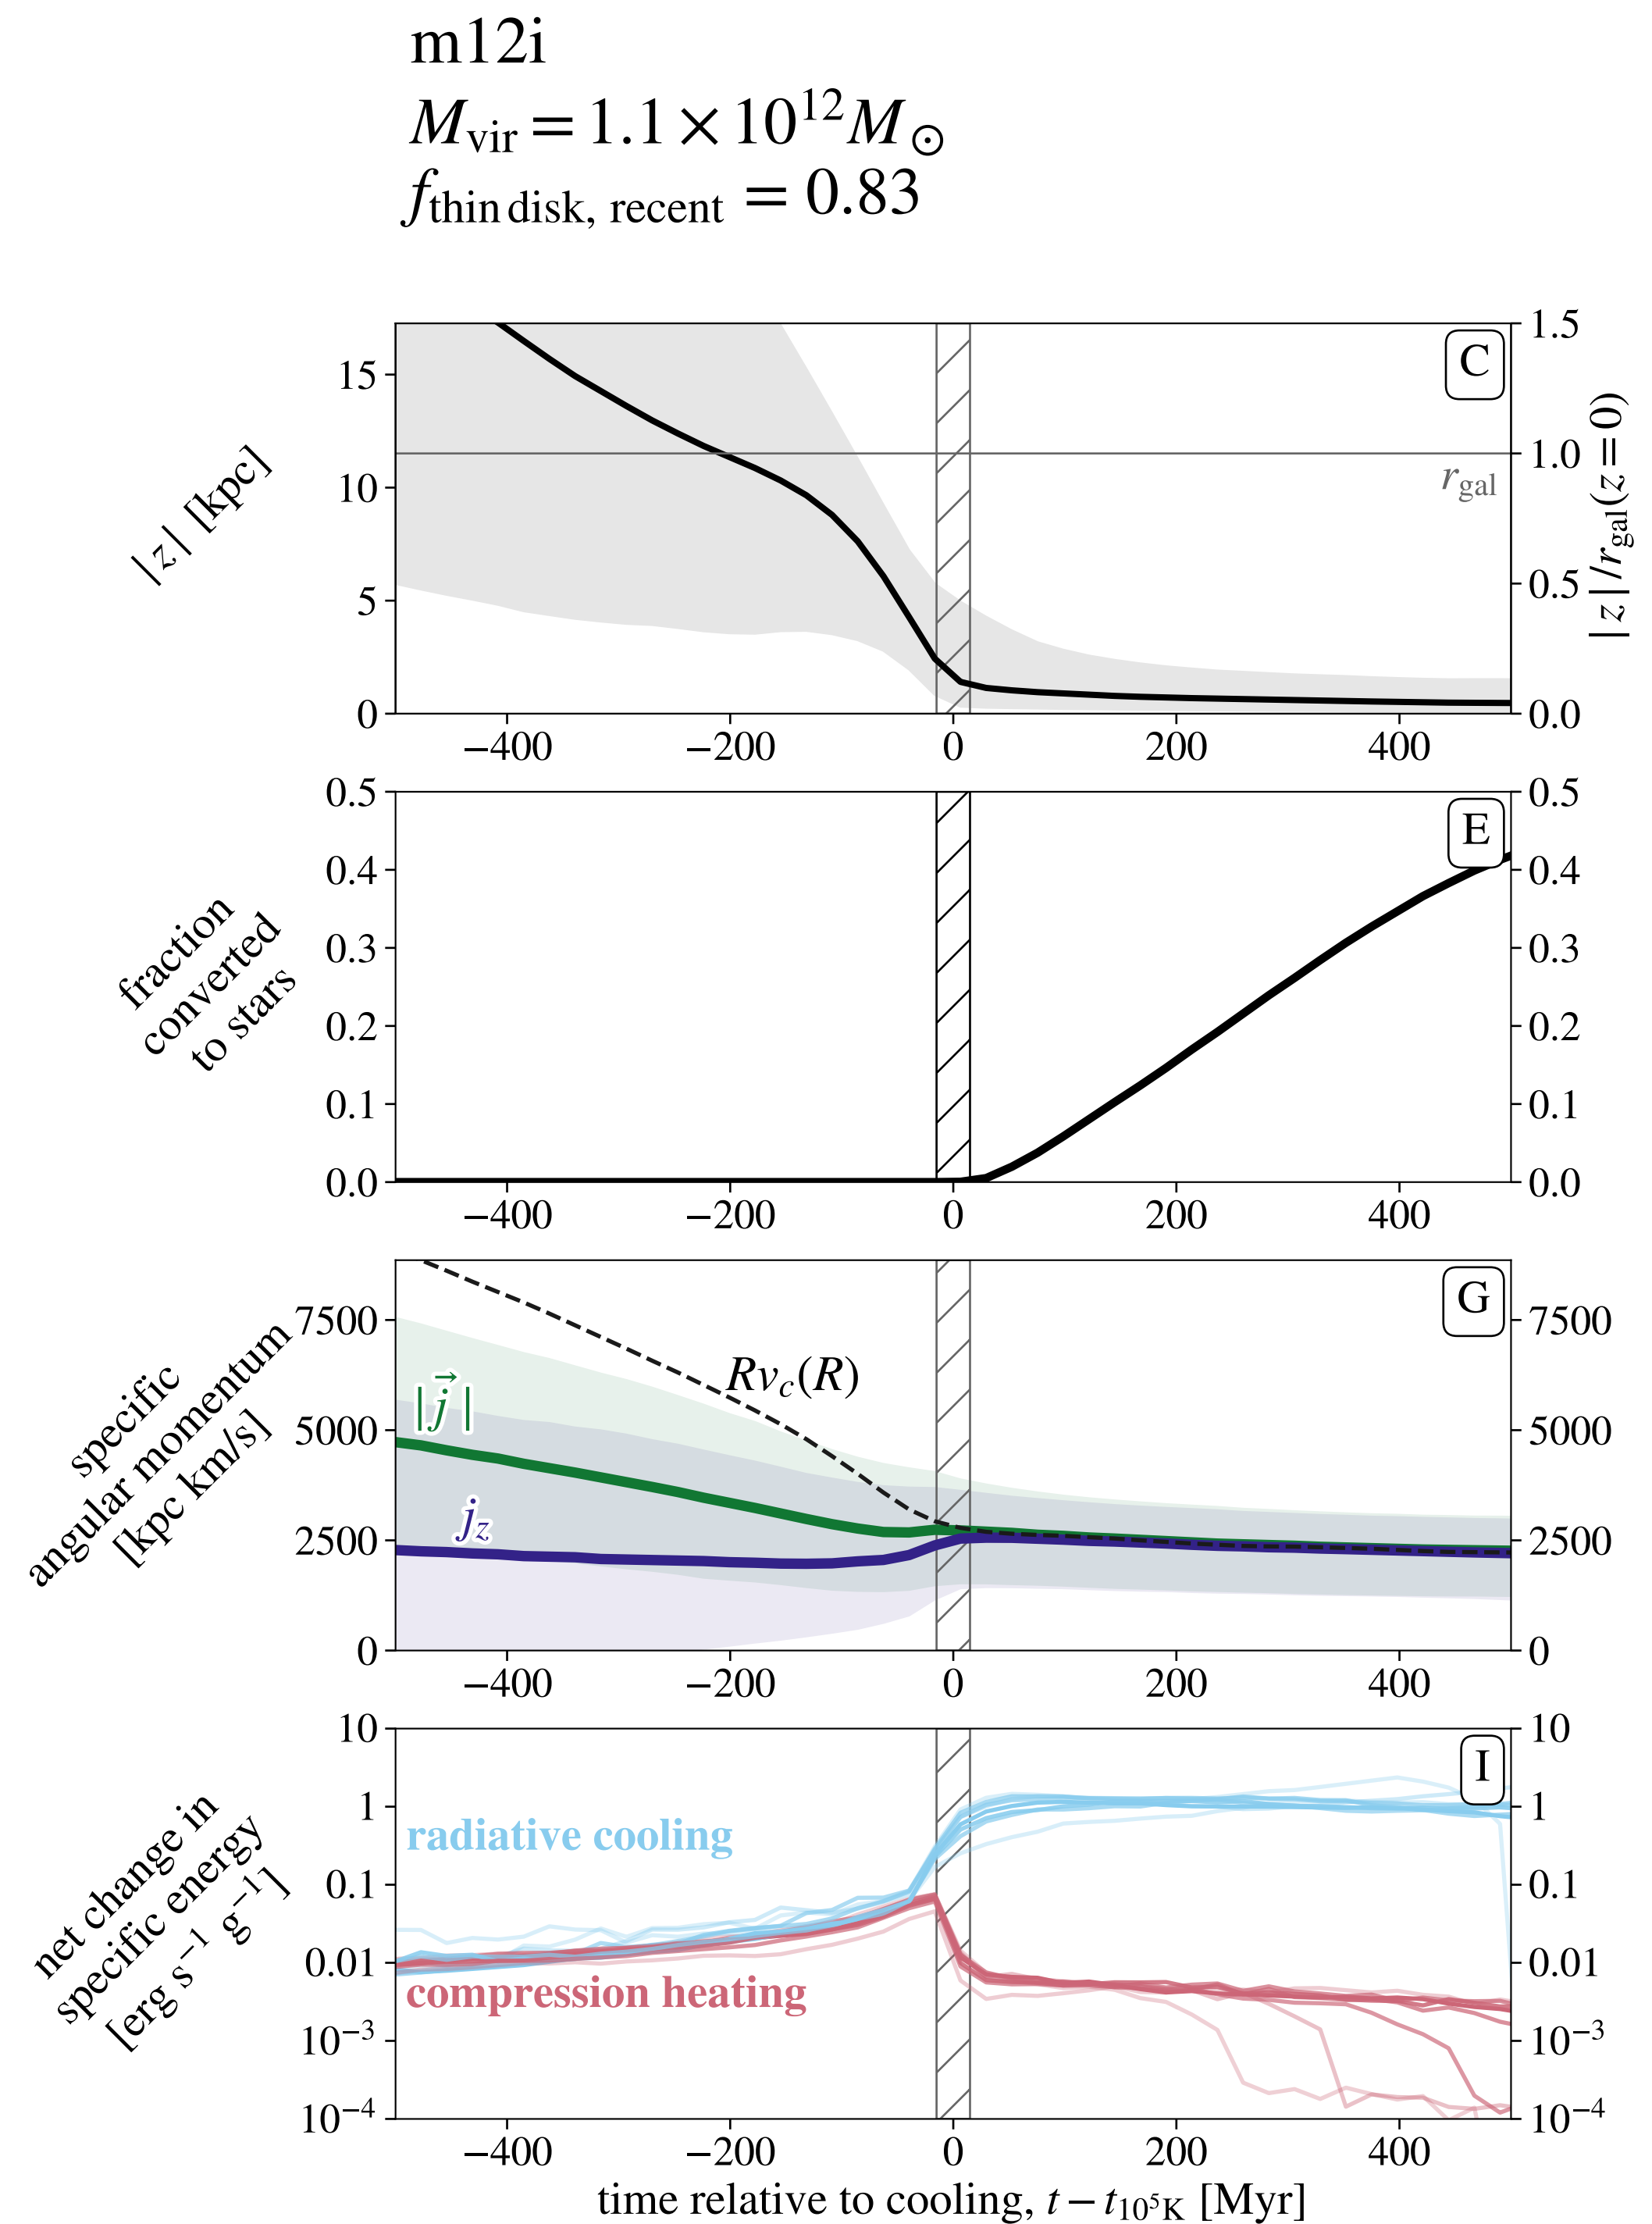 m12i
M_vir = 1.1 × 10^12 M_⊙
f_thin disk, recent = 0.83
C
| z | [kpc]
15
10
5
0
1.5
1.0
0.5
0.0
r_gal
| z | /r_gal(z = 0)
−400 −200 0 200 400
E
fraction
converted
to stars
0.5
0.4
0.3
0.2
0.1
0.0
0.5
0.4
0.3
0.2
0.1
0.0
−400 −200 0 200 400
G
specific
angular momentum
[kpc km/s]
7500
5000
2500
0
7500
5000
2500
0
Rv_c(R)
|j⃗ |
j_z
−400 −200 0 200 400
I
net change in
specific energy
[erg s^−1 g^−1]
10
1
0.1
0.01
10^−3
10^−4
10
1
0.1
0.01
10^−3
10^−4
radiative cooling
compression heating
−400 −200 0 200 400
time relative to cooling, t − t_10^5K [Myr]